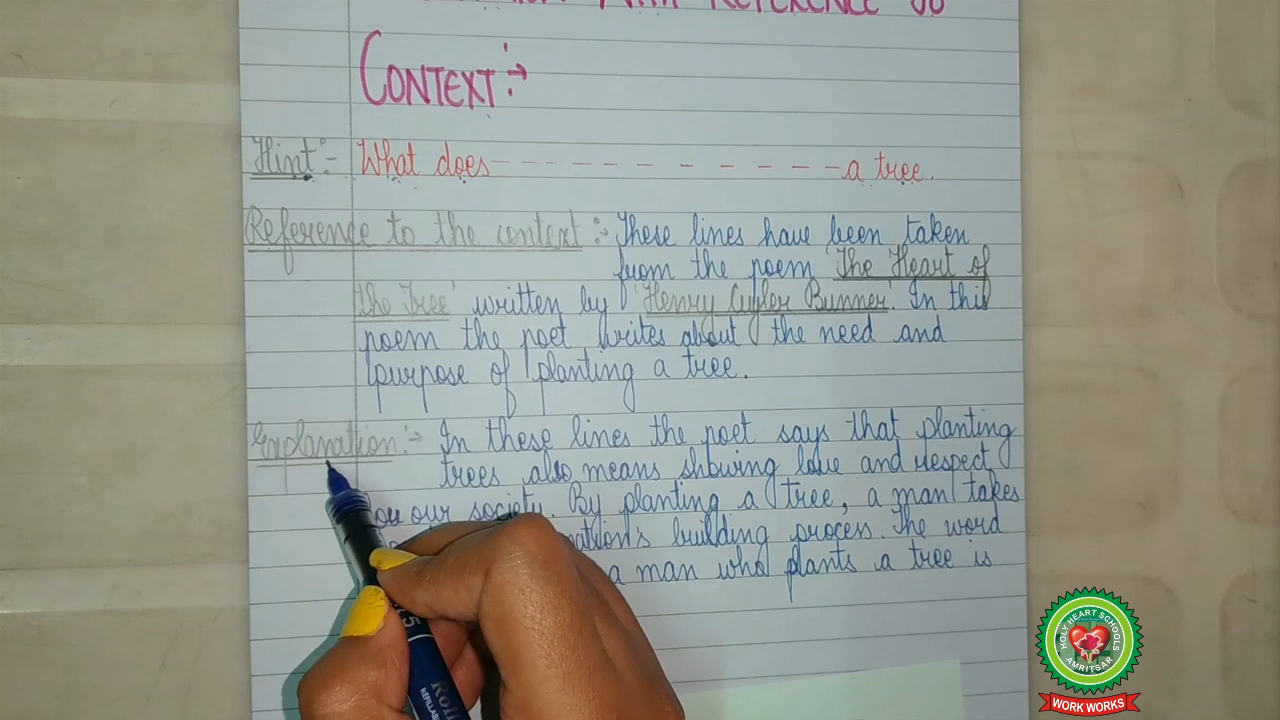 REFERENCE TO
CONTEXT:→
Hint:- What does- - - - - - - - - - - -a tree.
Reference to the context:- These lines have been taken
from the poem 'The Heart of
the Tree' written by 'Henry Cuyler Bunner'. In this
poem the poet writes about the need and
purpose of planting a tree.
Explanation:→ In these lines the poet says that planting
trees also means showing love and respect
our society. By planting a tree, a man takes
nation's building process. The word
a man who plants a tree is
HOLY HEART SCHOOLS
AMRITSAR
WORK WORKS